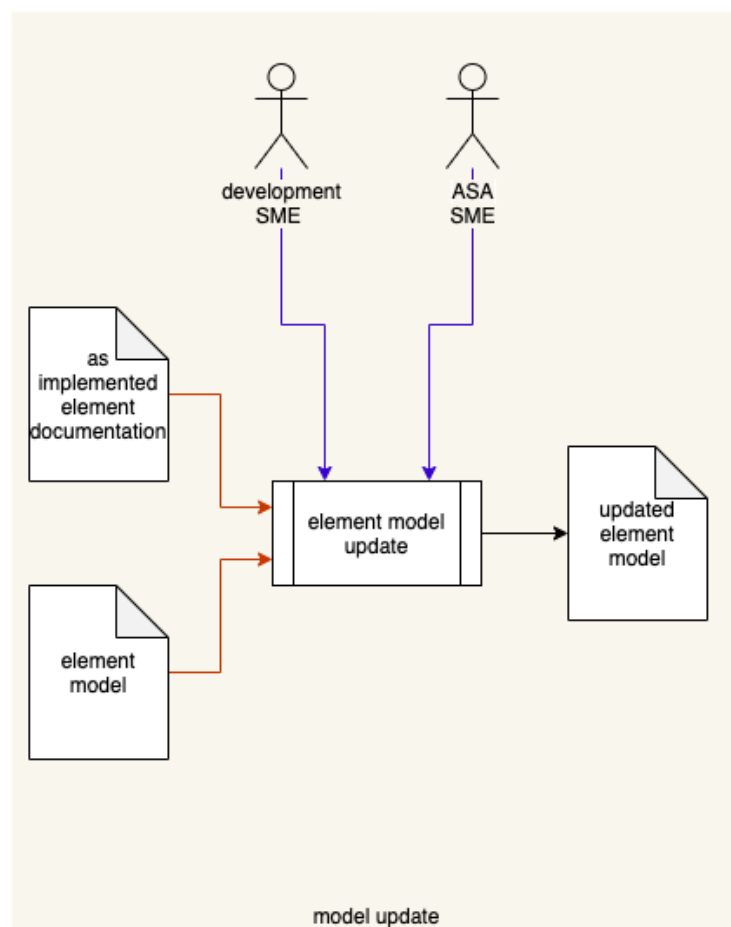 development
SME
ASA
SME
as
implemented
element
documentation
element model
update
updated
element
model
element
model
model update